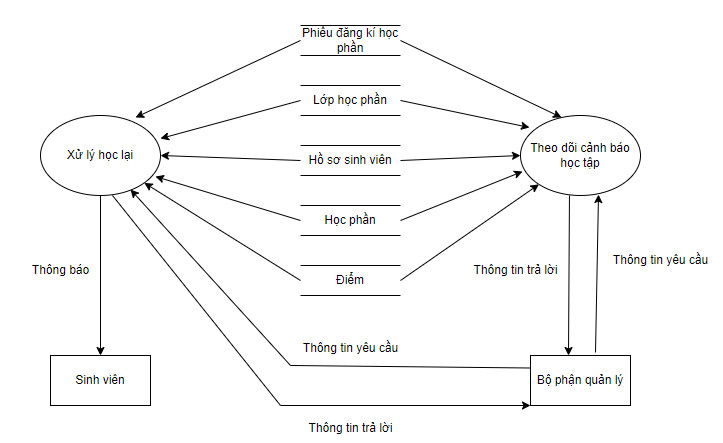 Phiếu đăng kí học
phần
Lớp học phần
Xử lý học lại
Hồ sơ sinh viên
Theo dõi cảnh báo
học tập
Học phần
Điểm
Thông báo
Thông tin trả lời
Thông tin yêu cầu
Thông tin yêu cầu
Sinh viên
Bộ phận quản lý
Thông tin trả lời